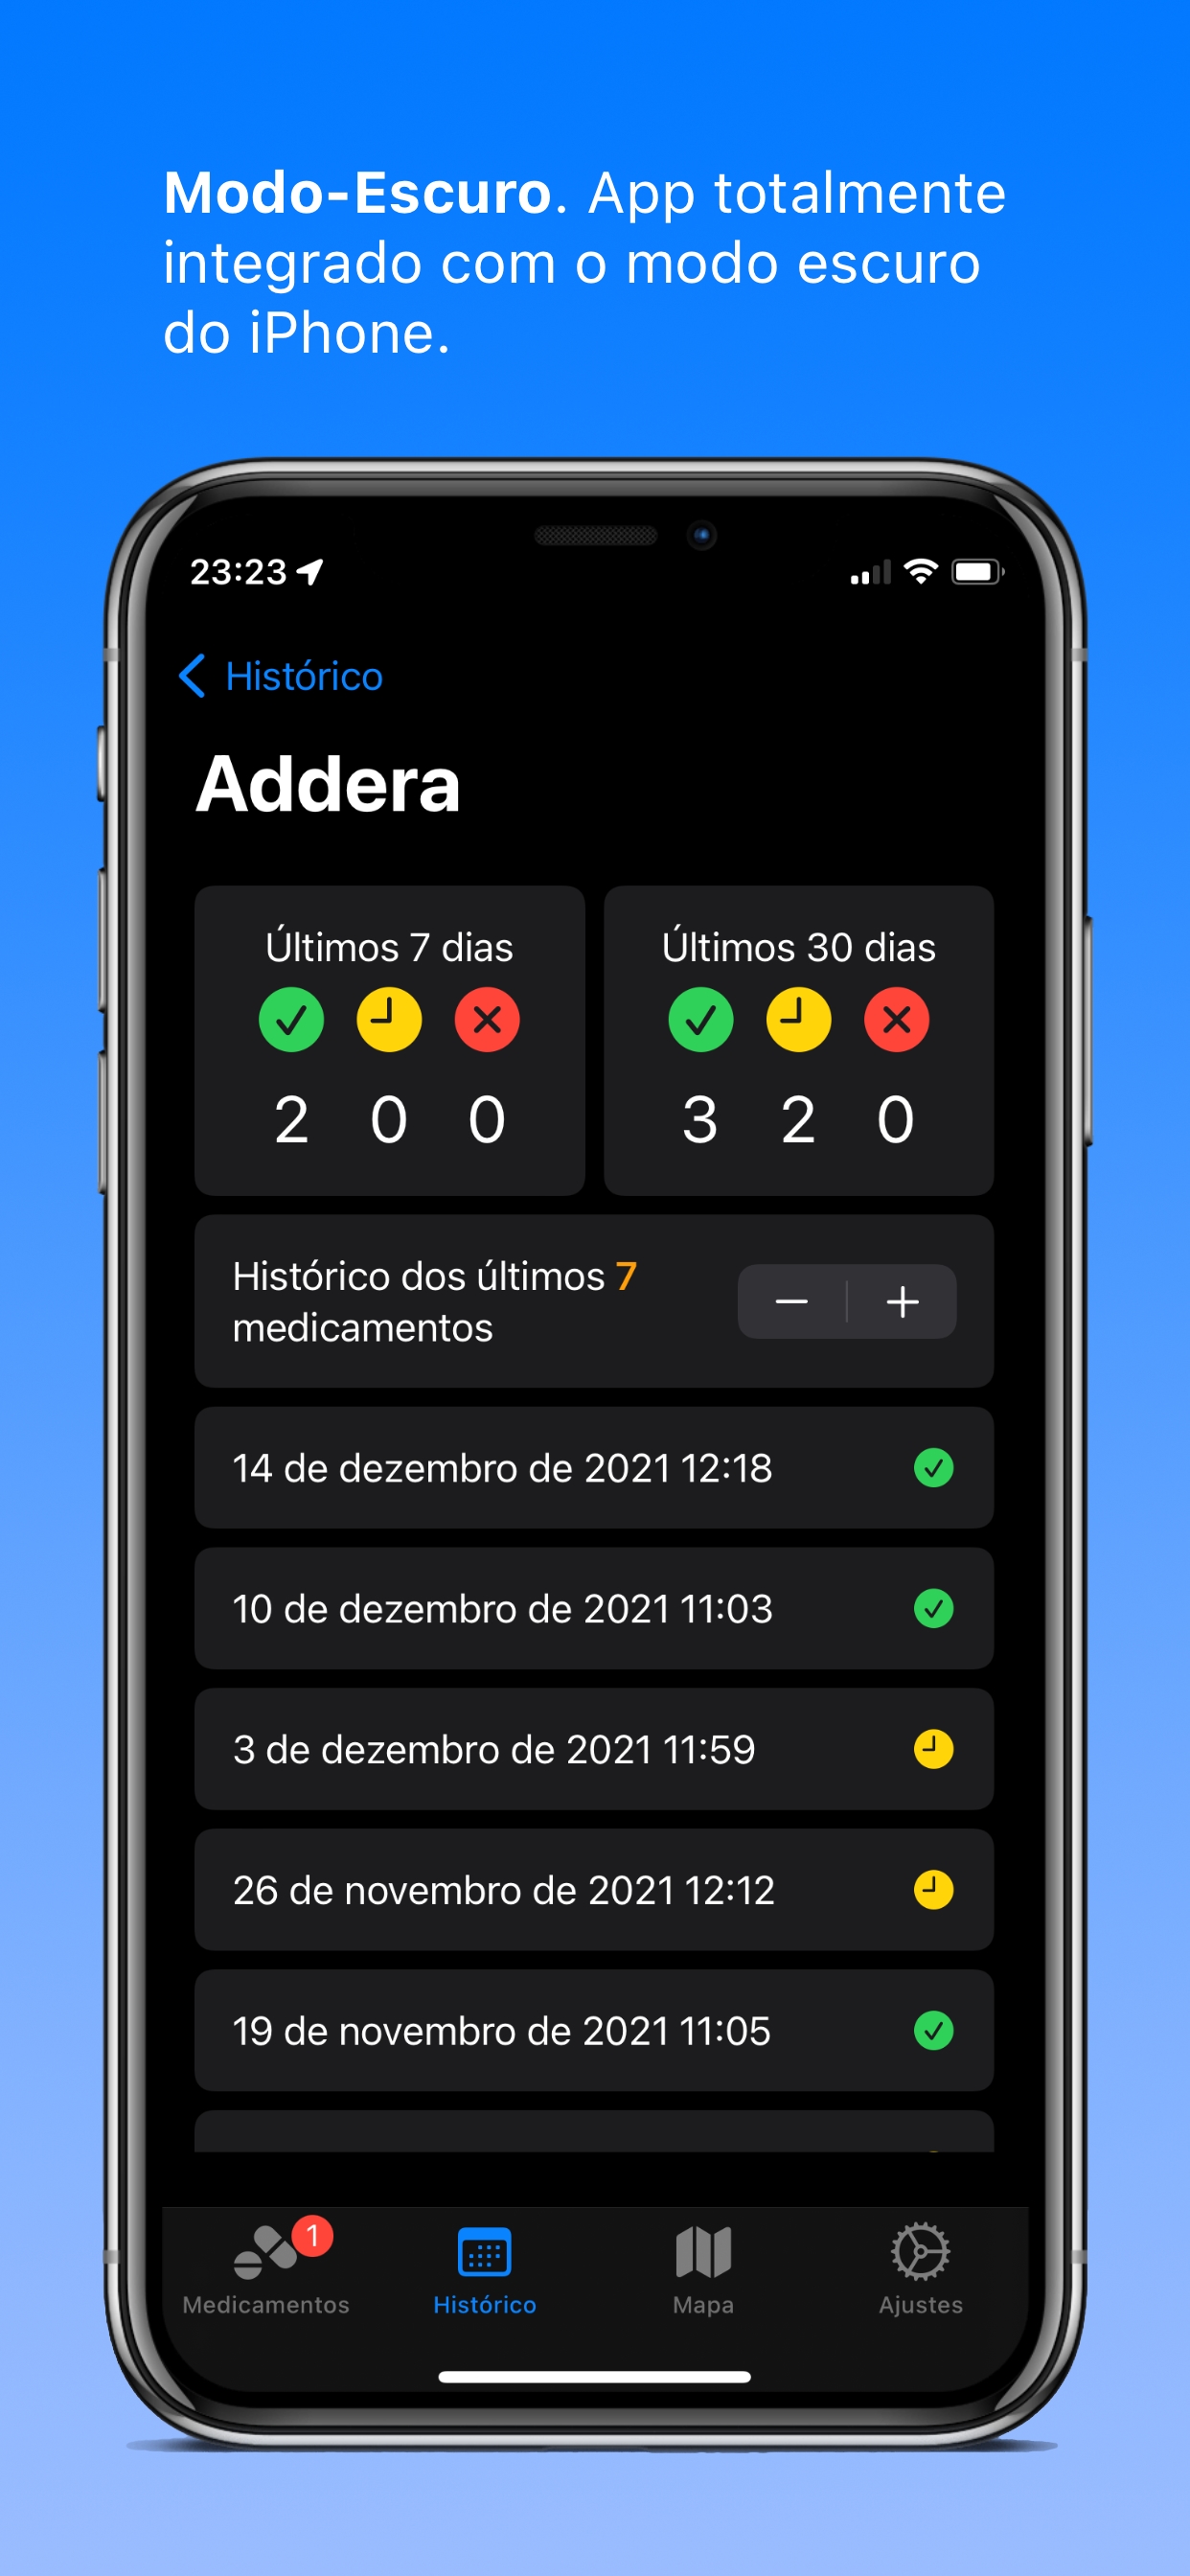 Modo-Escuro. App totalmente
integrado com o modo escuro
do iPhone.
23:23
Histórico
Addera
Últimos 7 dias
2 0 0
Últimos 30 dias
3 2 0
Histórico dos últimos 7
medicamentos
14 de dezembro de 2021 12:18
10 de dezembro de 2021 11:03
3 de dezembro de 2021 11:59
26 de novembro de 2021 12:12
19 de novembro de 2021 11:05
1
Medicamentos
Histórico
Mapa
Ajustes